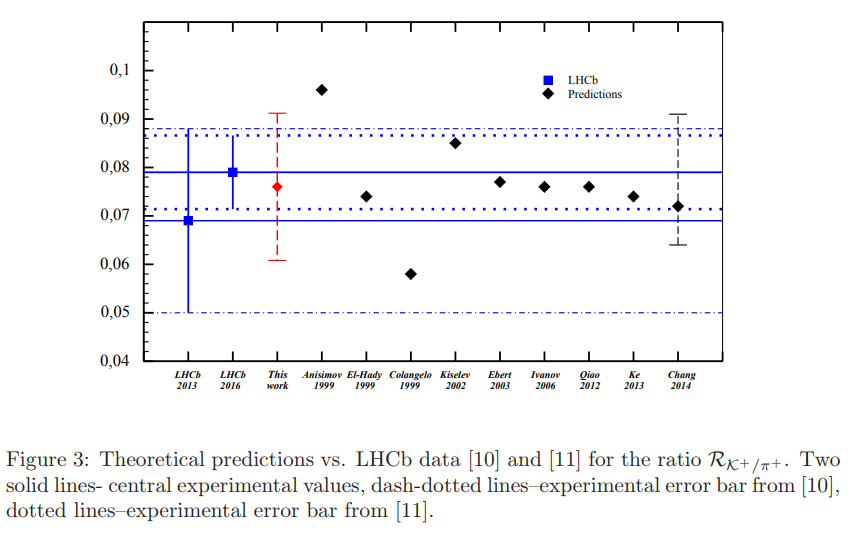 0,1
0,09
0,08
0,07
0,06
0,05
0,04
LHCb
Predictions
LHCb 2013
LHCb 2016
This work
Anisimov 1999
El-Hady 1999
Colangelo 1999
Kiselev 2002
Ebert 2003
Ivanov 2006
Qiao 2012
Ke 2013
Chang 2014
Figure 3: Theoretical predictions vs. LHCb data [10] and [11] for the ratio 𝓡𝒦⁺/π⁺. Two
solid lines- central experimental values, dash-dotted lines–experimental error bar from [10],
dotted lines–experimental error bar from [11].